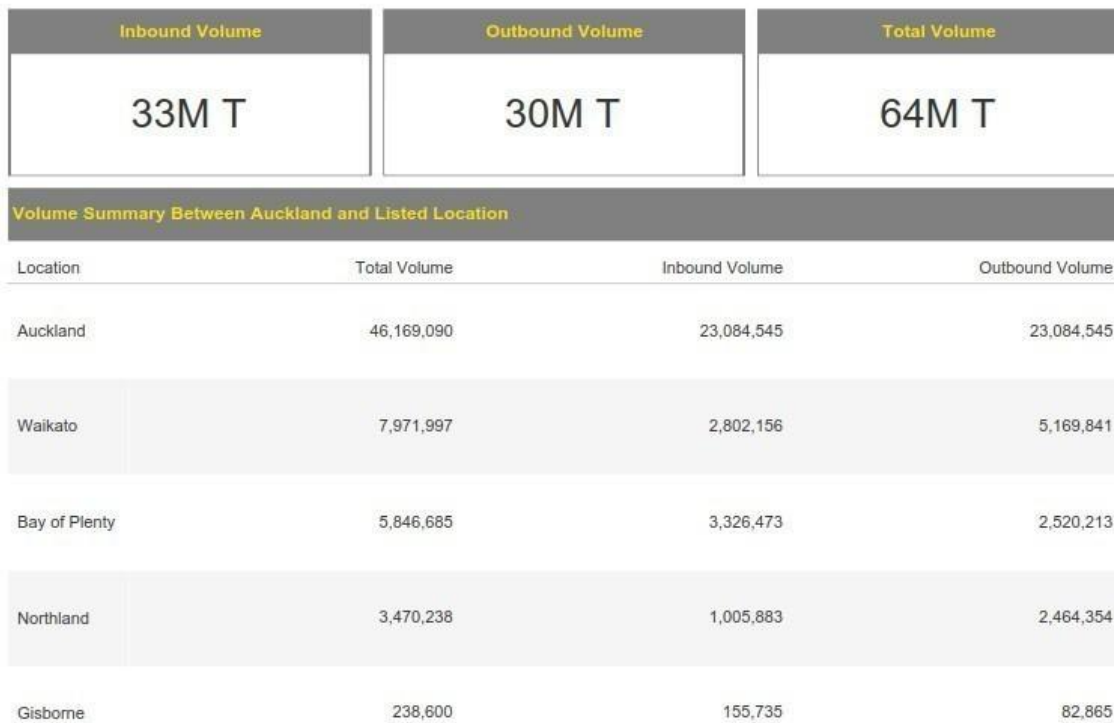 Inbound Volume Outbound Volume Total Volume
33M T 30M T 64M T
Volume Summary Between Auckland and Listed Location
Location Total Volume Inbound Volume Outbound Volume
Auckland 46,169,090 23,084,545 23,084,545
Waikato 7,971,997 2,802,156 5,169,841
Bay of Plenty 5,846,685 3,326,473 2,520,213
Northland 3,470,238 1,005,883 2,464,354
Gisborne 238,600 155,735 82,865